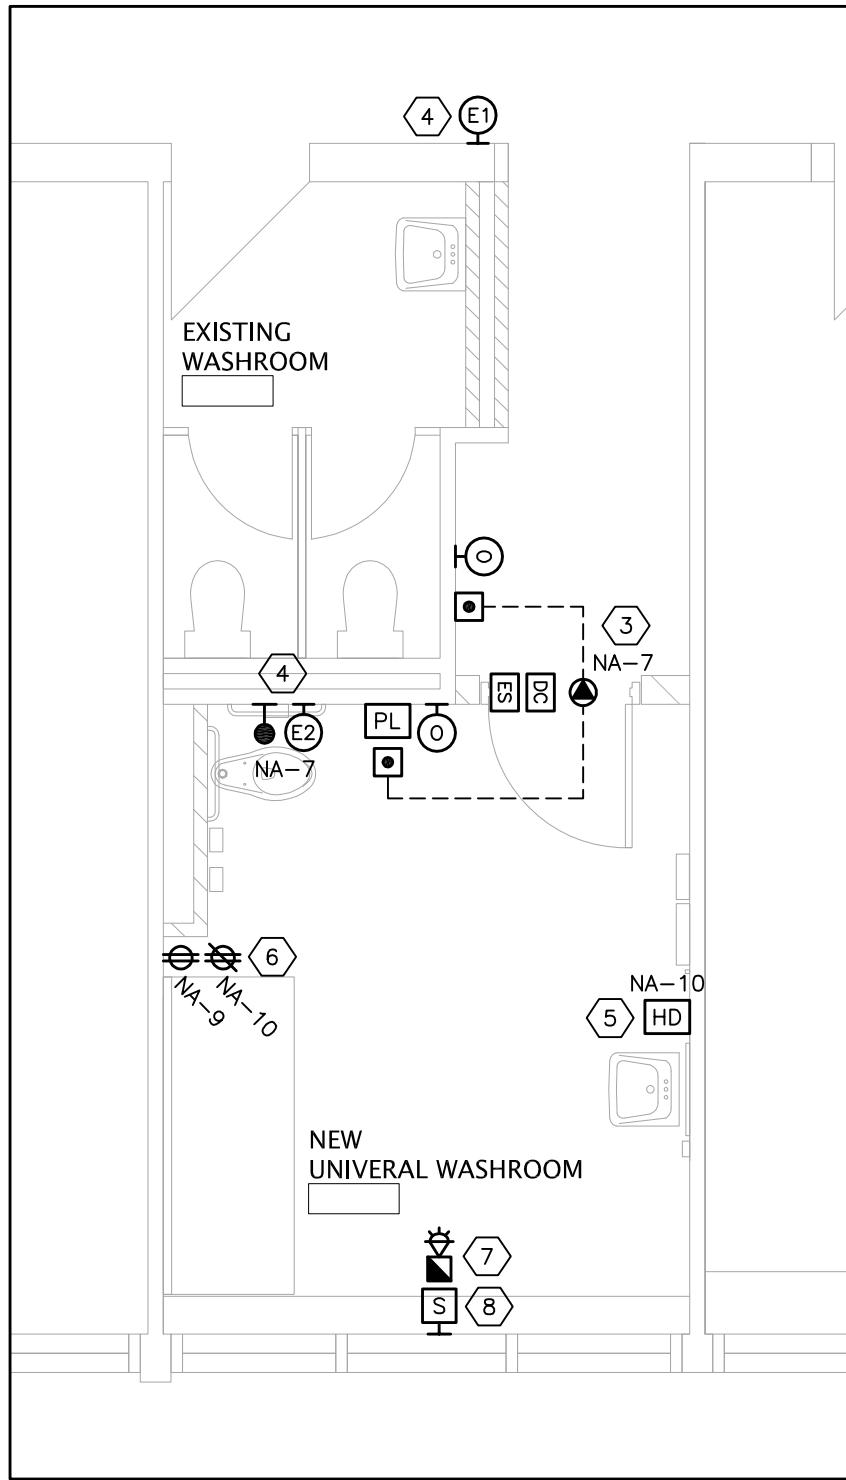 4
E1
EXISTING
WASHROOM
O
3
NA-7
4
ES
DC
E2
PL
O
NA-7
6
NA-9
NA-10
NA-10
5
HD
NEW
UNIVERAL WASHROOM
7
S
8